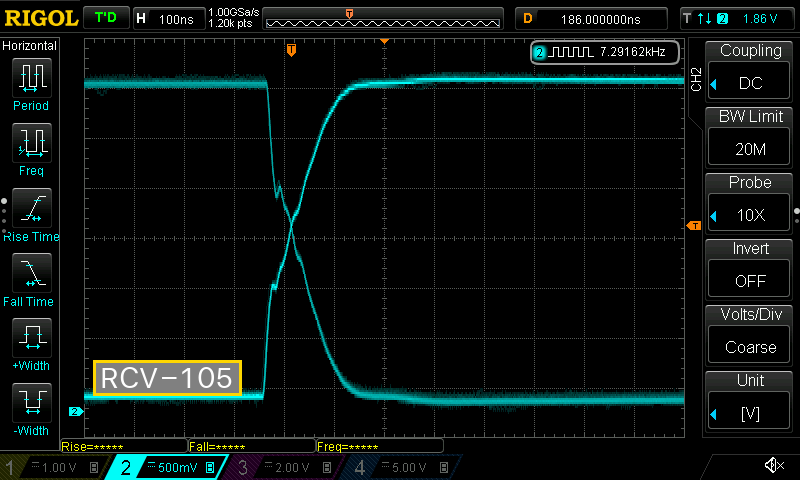 RIGOL T'D H 100ns 1.00GSa/s 1.20k pts T D 186.000000ns T 2 1.86 V
Horizontal
Period
Freq
Rise Time
Fall Time
+Width
-Width
T
2 7.29162kHz
T
RCV-105
2
Rise=***** Fall=***** Freq=*****
1 1.00 V 2 500mV 3 2.00 V 4 5.00 V
CH2
Coupling
DC
BW Limit
20M
Probe
10X
Invert
OFF
Volts/Div
Coarse
Unit
[V]